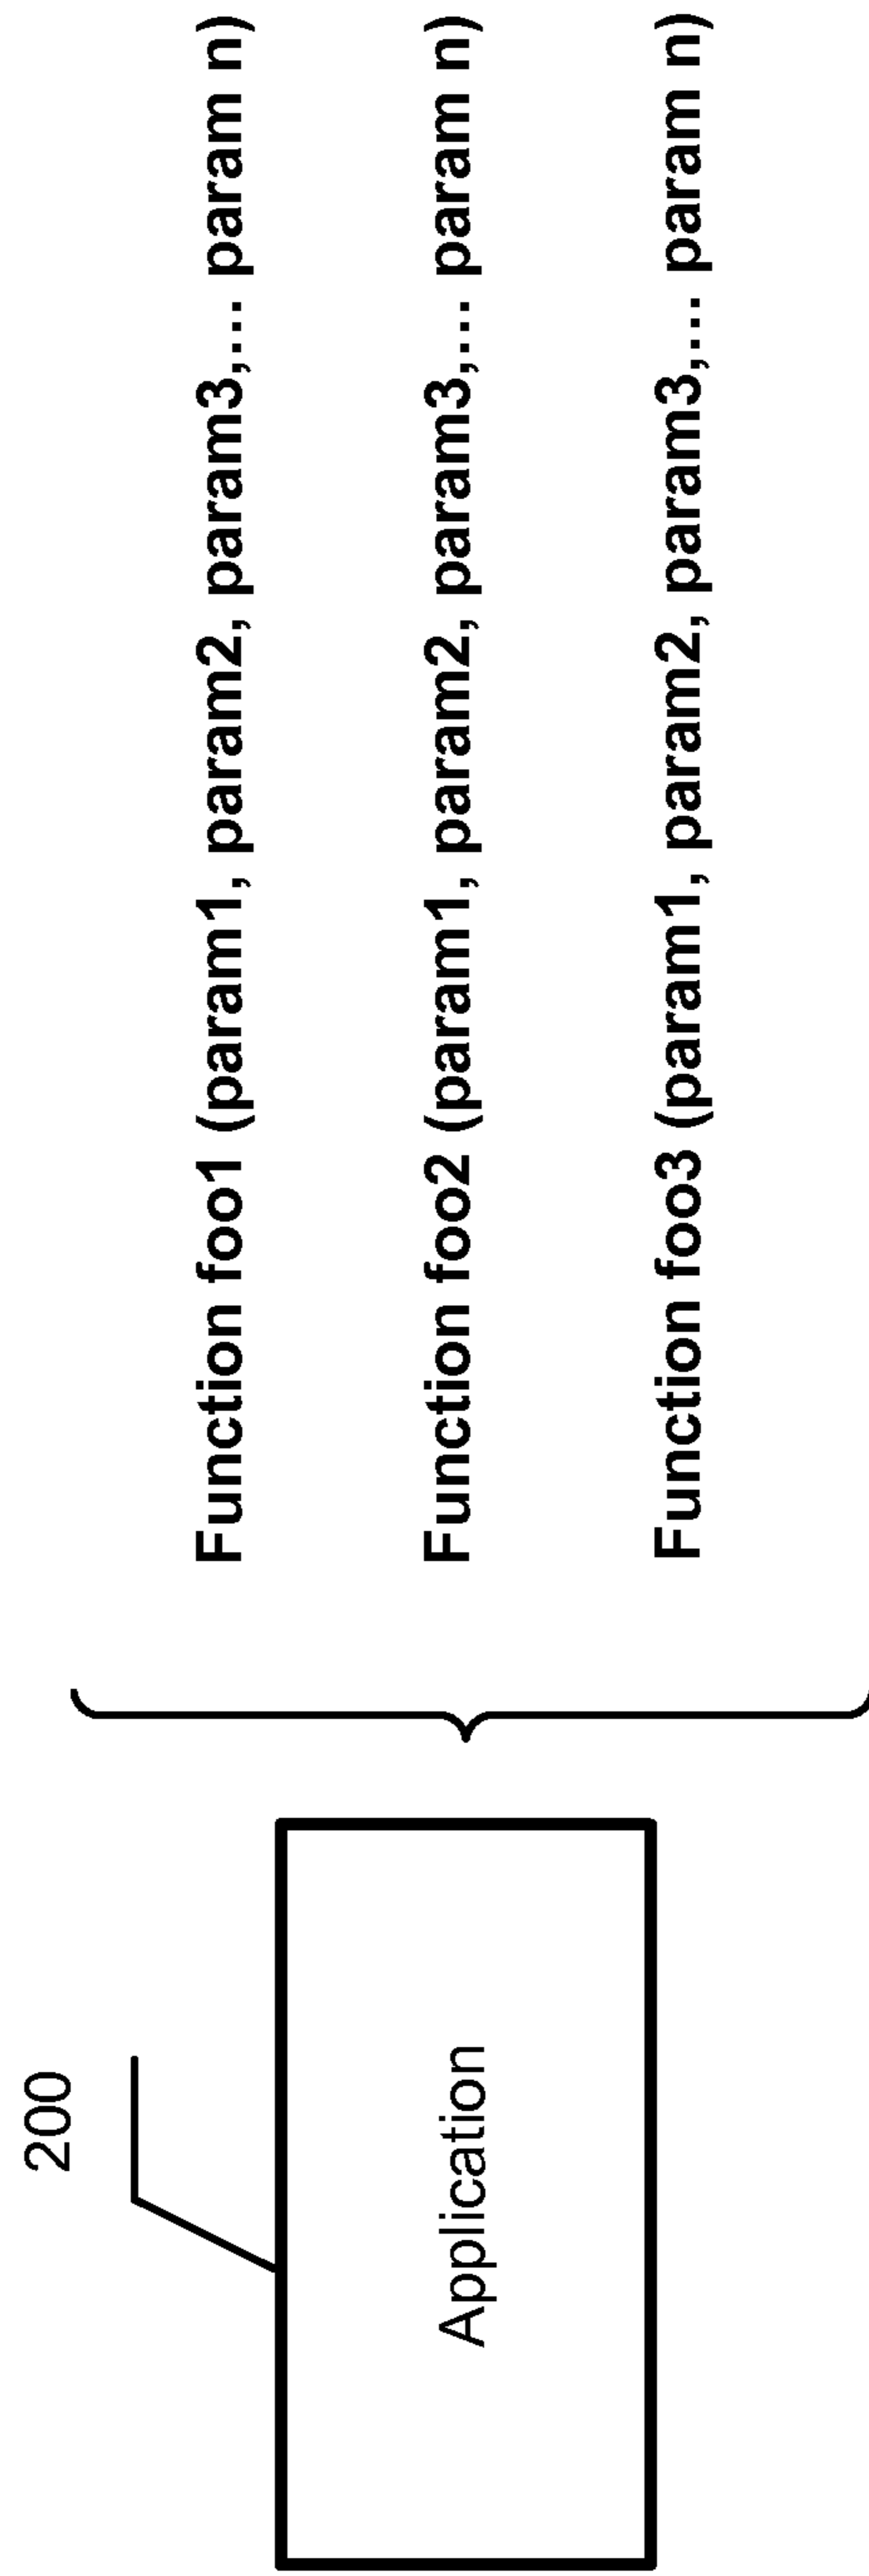 200
Application
Function foo1 (param1, param2, param3,... param n)
Function foo2 (param1, param2, param3,... param n)
Function foo3 (param1, param2, param3,... param n)